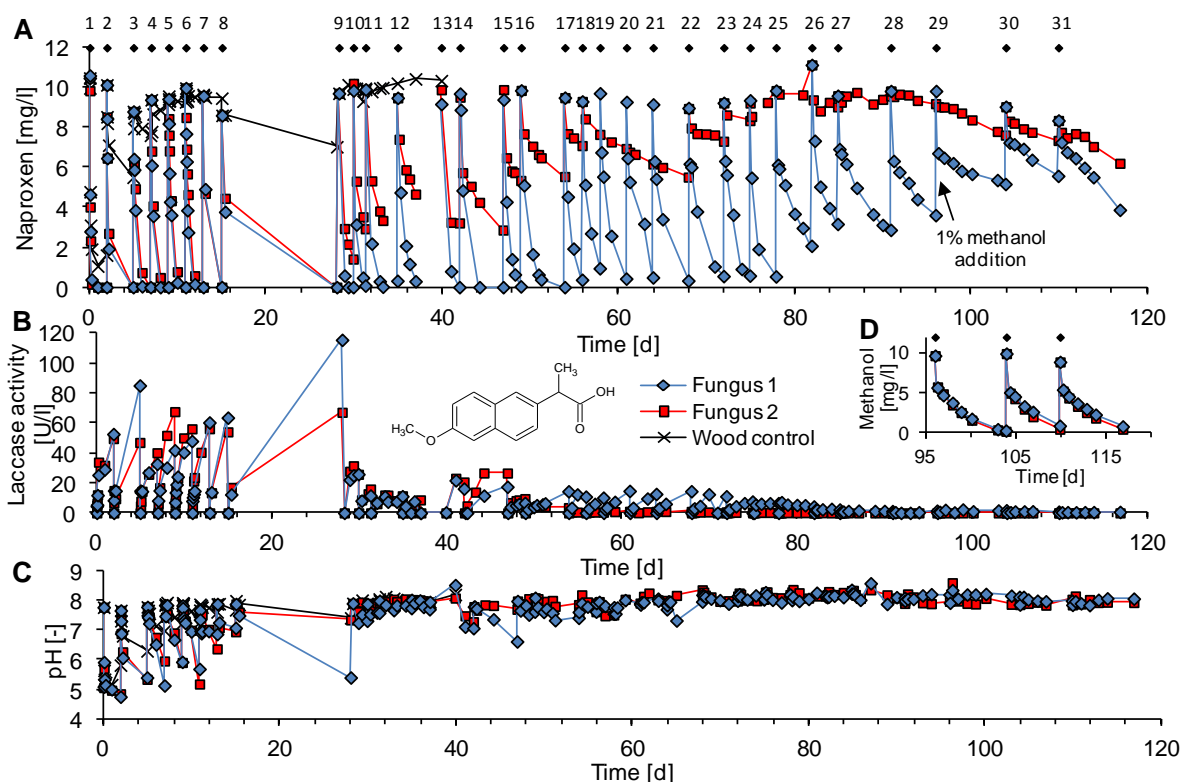 1 2 3 4 5 6 7 8 9 10 11 12 13 14 15 16 17 18 19 20 21 22 23 24 25 26 27 28 29 30 31
A
12
10
8
6
4
2
0
Naproxen [mg/l]
1% methanol
addition
0 20 40 60 80 100 120
Time [d]
B
120
100
80
60
40
20
0
Laccase activity
[U/l]
CH₃
OH
O
H₃C
O
Fungus 1
Fungus 2
Wood control
D
Methanol
[mg/l]
10
5
0
95 105 115
Time [d]
0 20 40 60 80 100 120
Time [d]
C
9
8
7
6
5
4
pH [-]
0 20 40 60 80 100 120
Time [d]